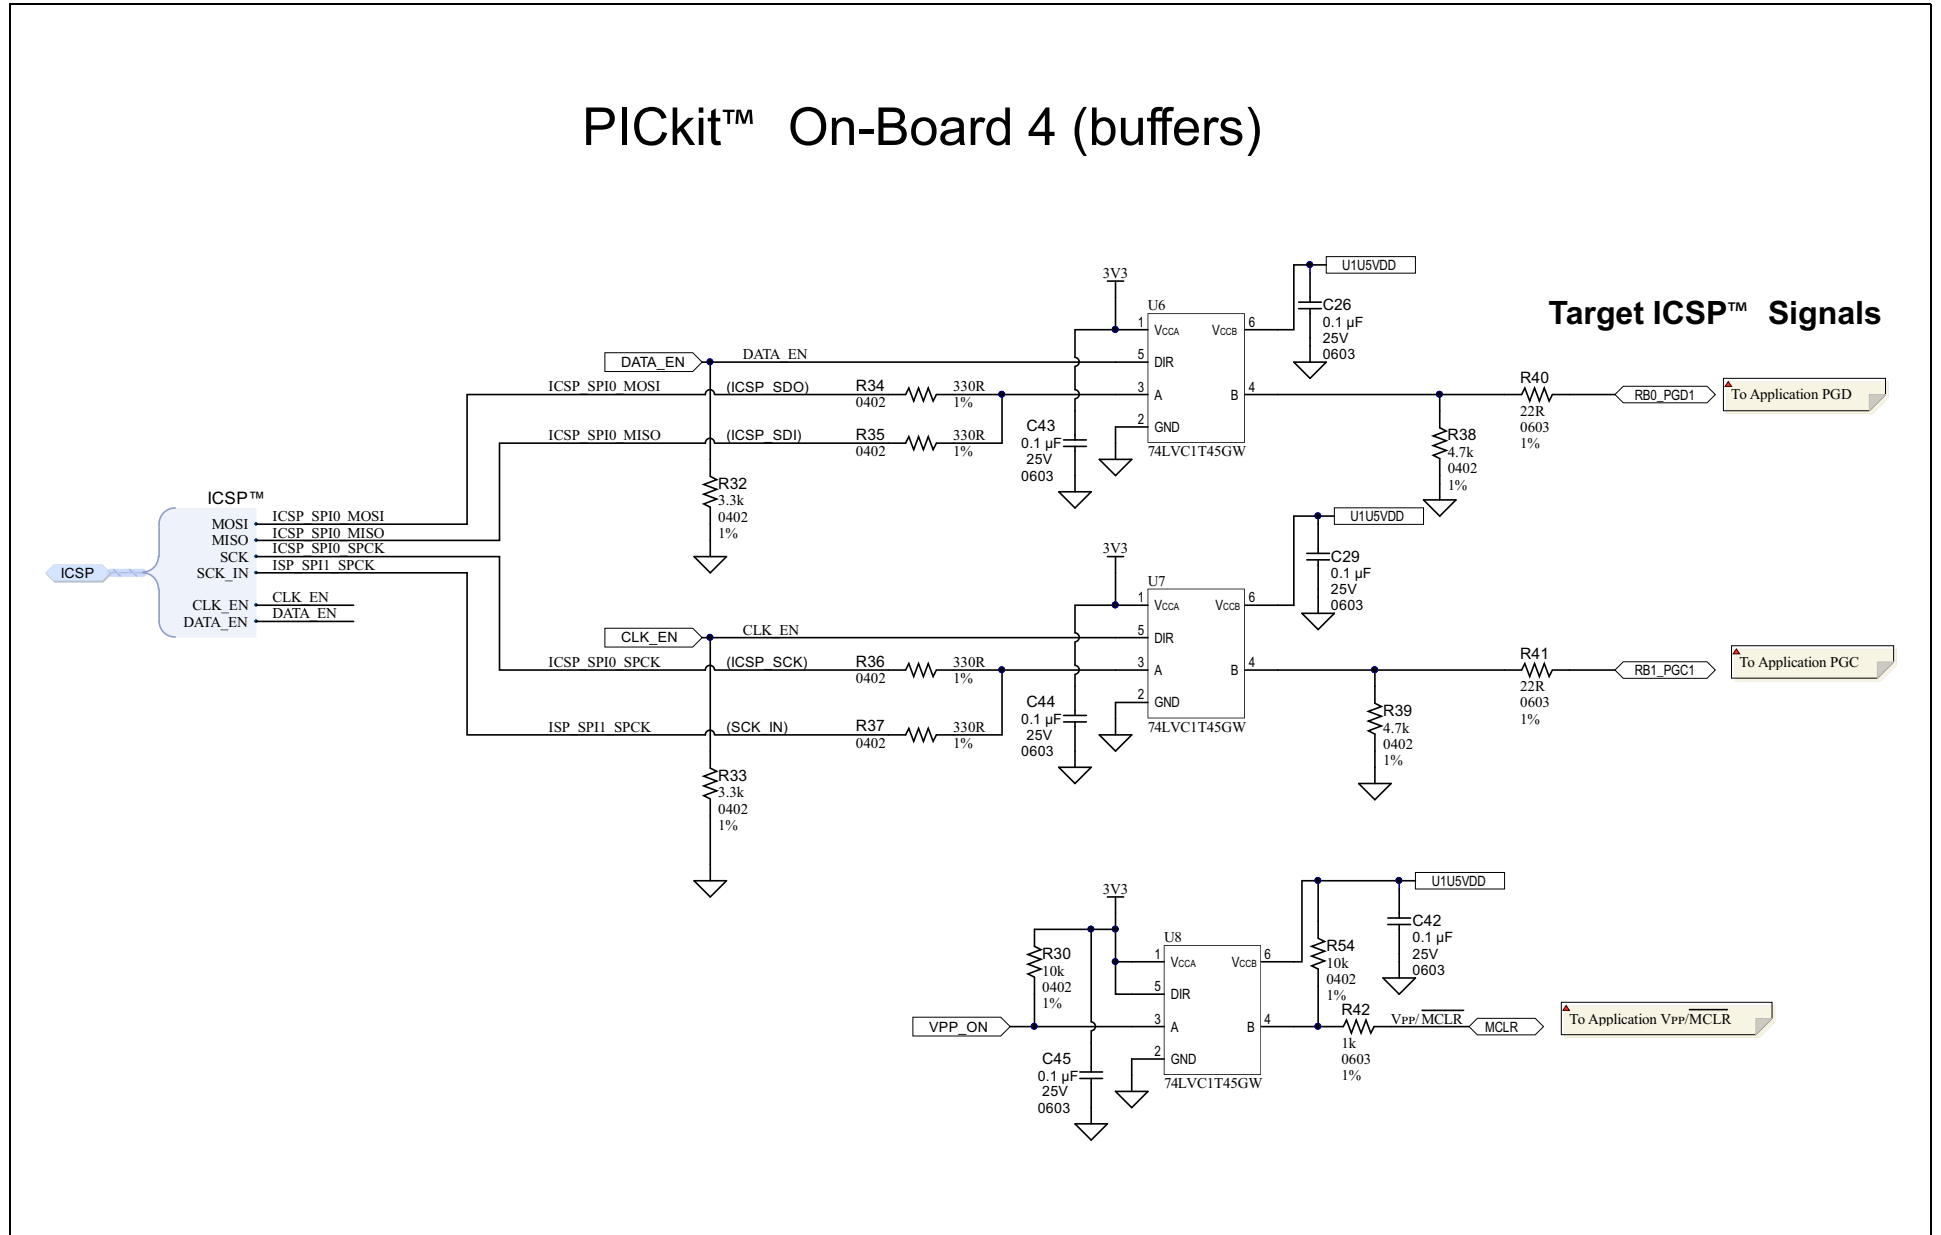 PICkit™ On-Board 4 (buffers)
Target ICSP™ Signals
3V3
U1U5VDD
C26
0.1 µF
25V
0603
U6
1 VCCA
VCCB 6
5 DIR
3 A
B 4
2 GND
74LVC1T45GW
DATA_EN
DATA_EN
ICSP_SPI0_MOSI (ICSP_SDO)
R34
0402
330R
1%
ICSP_SPI0_MISO (ICSP_SDI)
R35
0402
330R
1%
C43
0.1 µF
25V
0603
R32
3.3k
0402
1%
R38
4.7k
0402
1%
R40
22R
0603
1%
RB0_PGD1
To Application PGD
ICSP™
ICSP
MOSI ICSP_SPI0_MOSI
MISO ICSP_SPI0_MISO
SCK ICSP_SPI0_SPCK
SCK_IN ISP_SPI1_SPCK
CLK_EN CLK_EN
DATA_EN DATA_EN
3V3
U1U5VDD
C29
0.1 µF
25V
0603
U7
1 VCCA
VCCB 6
5 DIR
3 A
B 4
2 GND
74LVC1T45GW
CLK_EN
CLK_EN
ICSP_SPI0_SPCK (ICSP_SCK)
R36
0402
330R
1%
ISP_SPI1_SPCK (SCK_IN)
R37
0402
330R
1%
C44
0.1 µF
25V
0603
R33
3.3k
0402
1%
R39
4.7k
0402
1%
R41
22R
0603
1%
RB1_PGC1
To Application PGC
3V3
U1U5VDD
C42
0.1 µF
25V
0603
R30
10k
0402
1%
U8
1 VCCA
VCCB 6
5 DIR
3 A
B 4
2 GND
74LVC1T45GW
R54
10k
0402
1%
VPP_ON
R42
1k
0603
1%
VPP/MCLR
MCLR
To Application VPP/MCLR
C45
0.1 µF
25V
0603